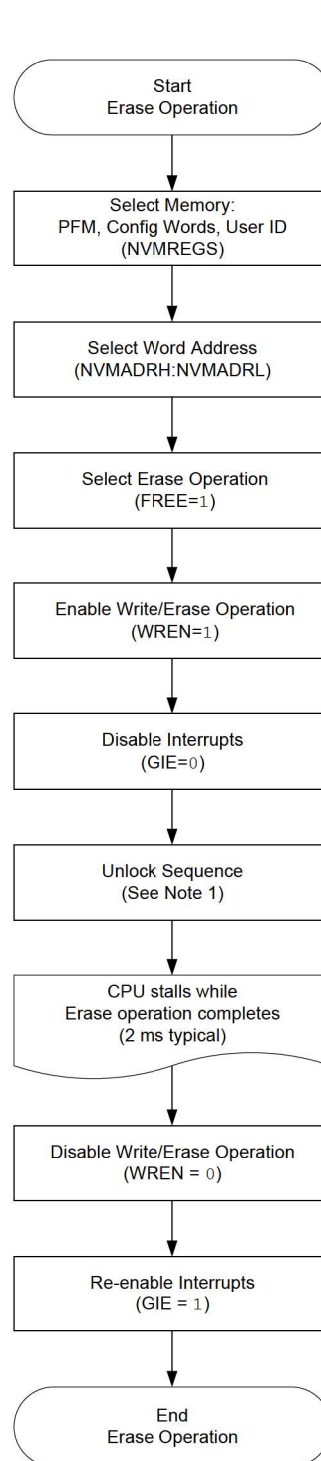 Start
Erase Operation
Select Memory:
PFM, Config Words, User ID
(NVMREGS)
Select Word Address
(NVMADRH:NVMADRL)
Select Erase Operation
(FREE=1)
Enable Write/Erase Operation
(WREN=1)
Disable Interrupts
(GIE=0)
Unlock Sequence
(See Note 1)
CPU stalls while
Erase operation completes
(2 ms typical)
Disable Write/Erase Operation
(WREN = 0)
Re-enable Interrupts
(GIE = 1)
End
Erase Operation